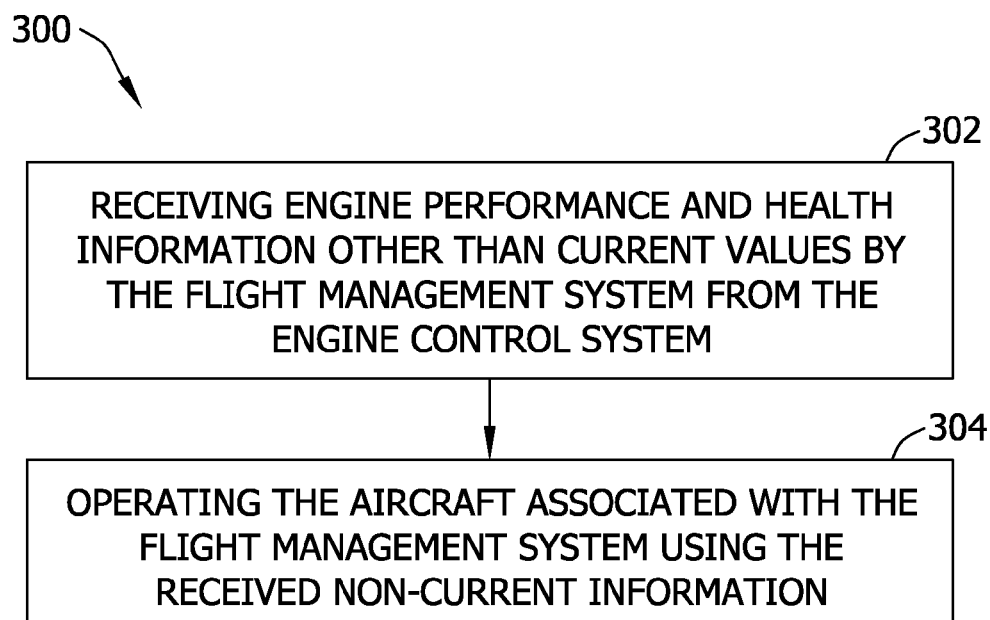 300
302
RECEIVING ENGINE PERFORMANCE AND HEALTH
INFORMATION OTHER THAN CURRENT VALUES BY
THE FLIGHT MANAGEMENT SYSTEM FROM THE
ENGINE CONTROL SYSTEM
304
OPERATING THE AIRCRAFT ASSOCIATED WITH THE
FLIGHT MANAGEMENT SYSTEM USING THE
RECEIVED NON-CURRENT INFORMATION